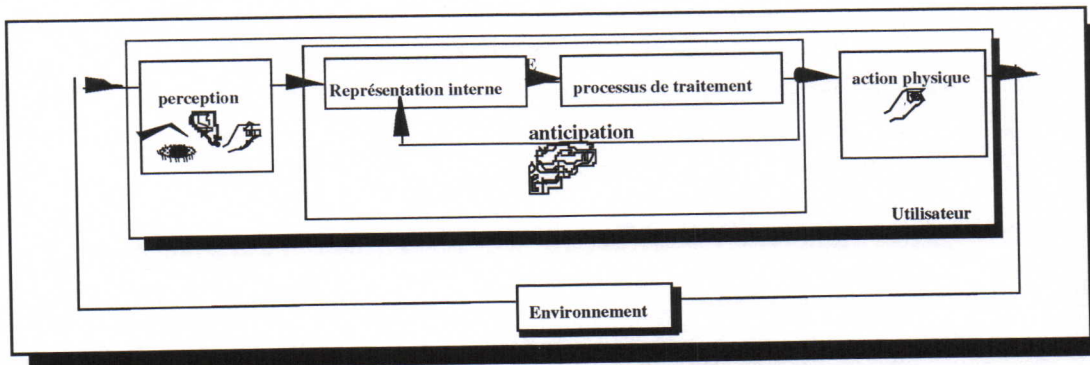 perception
Représentation interne
E
processus de traitement
action physique
anticipation
Utilisateur
Environnement